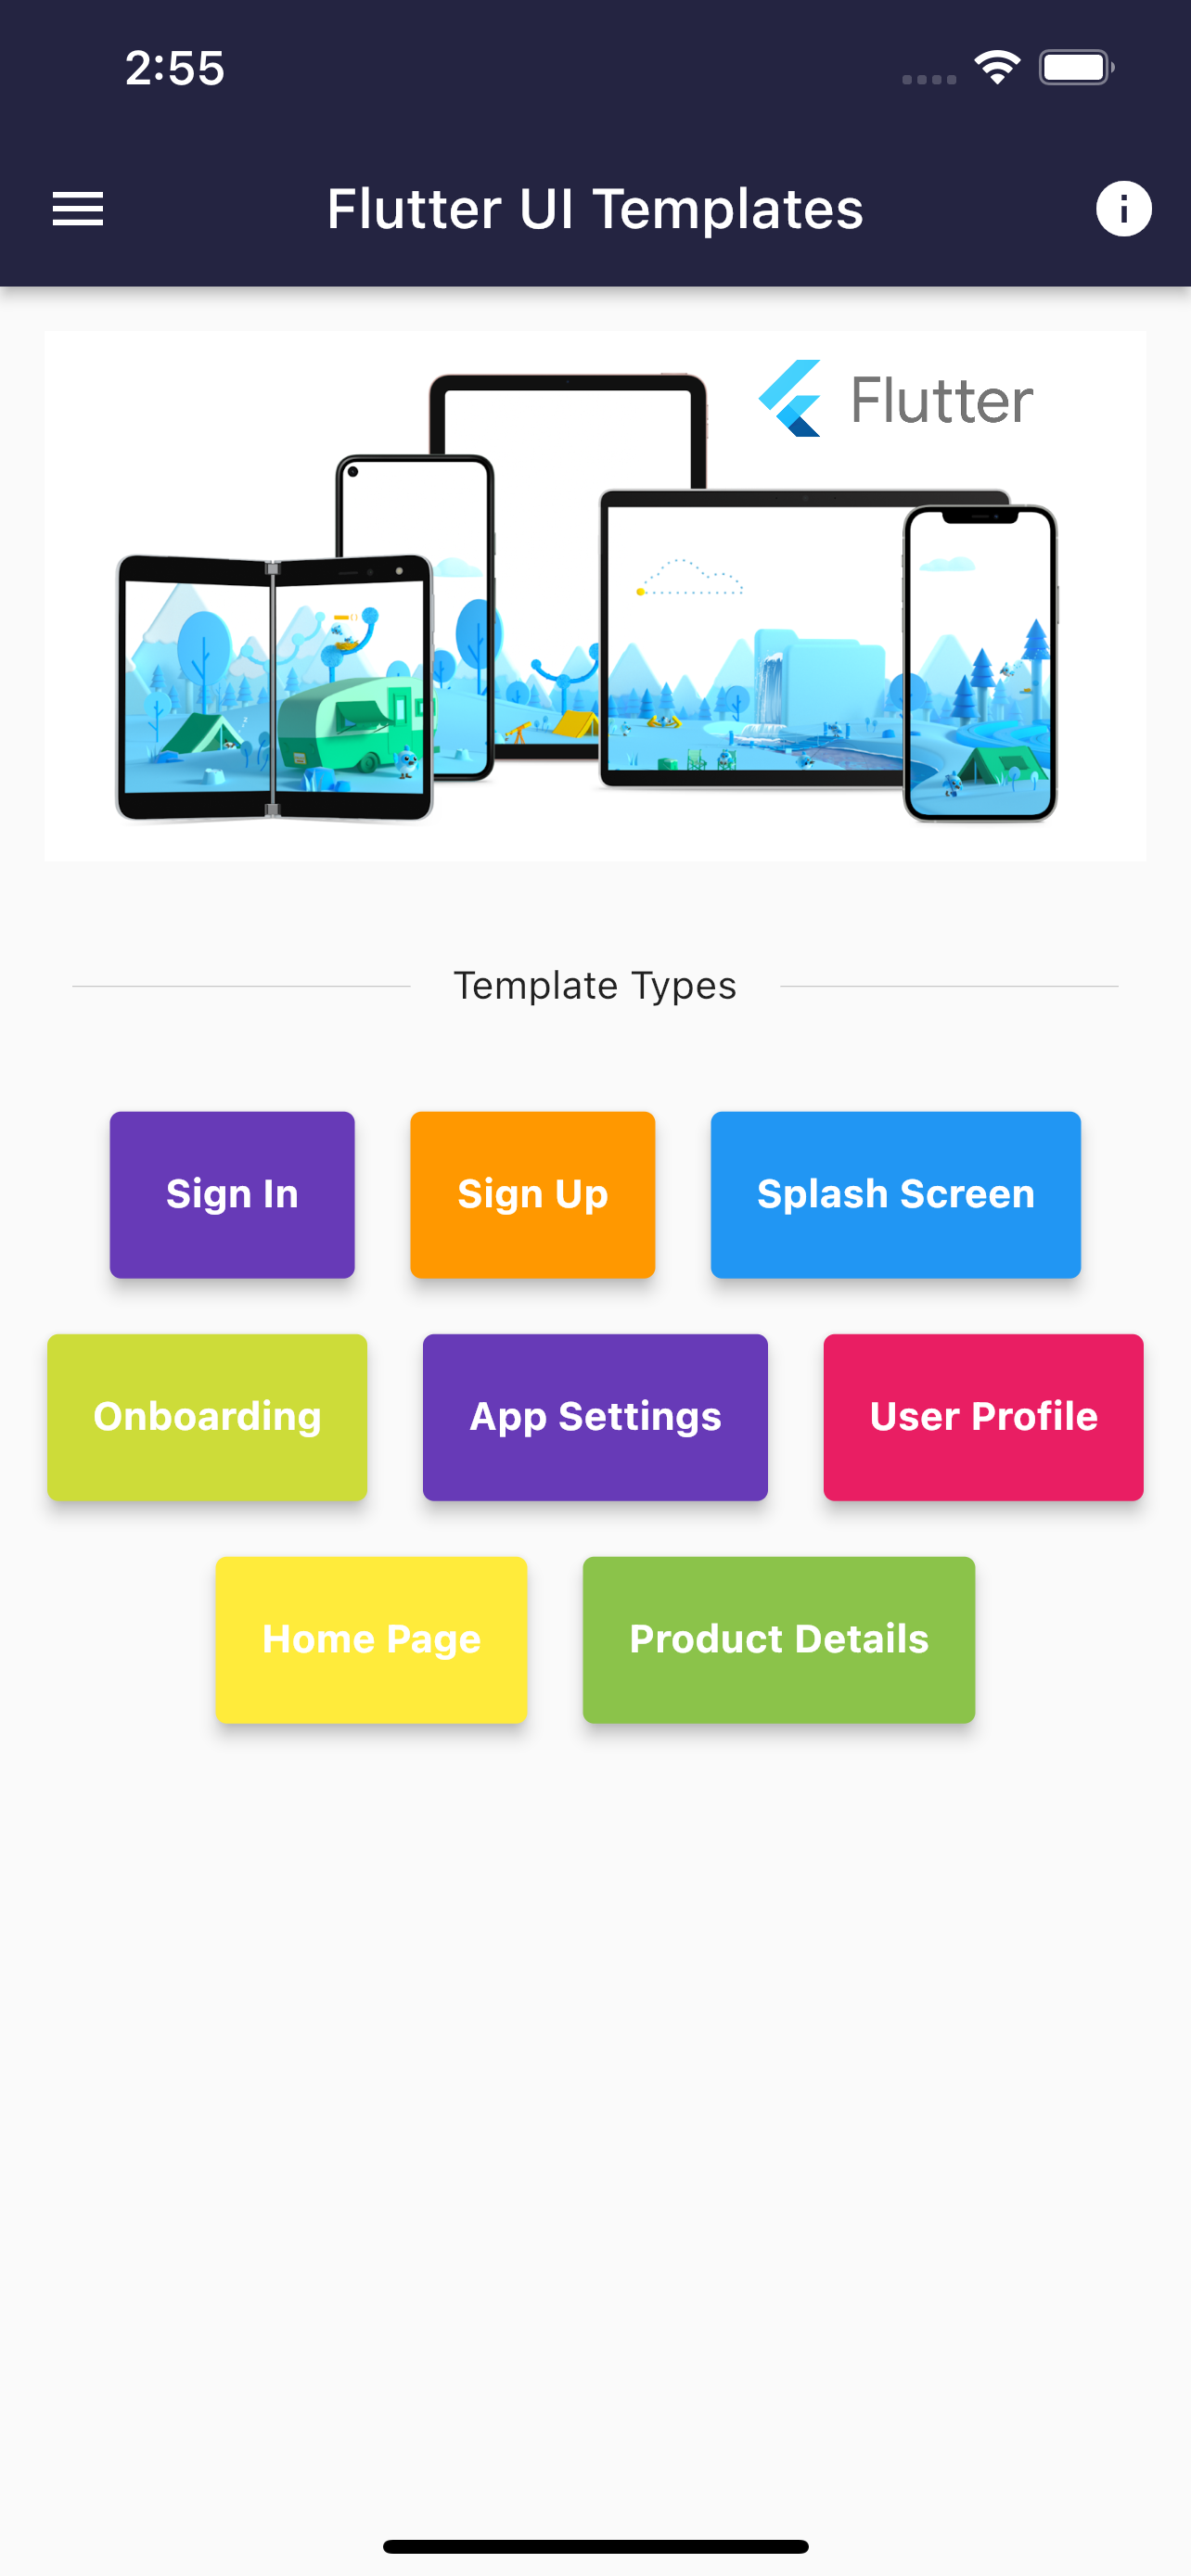 2:55
Flutter UI Templates
Flutter
Template Types
Sign In
Sign Up
Splash Screen
Onboarding
App Settings
User Profile
Home Page
Product Details